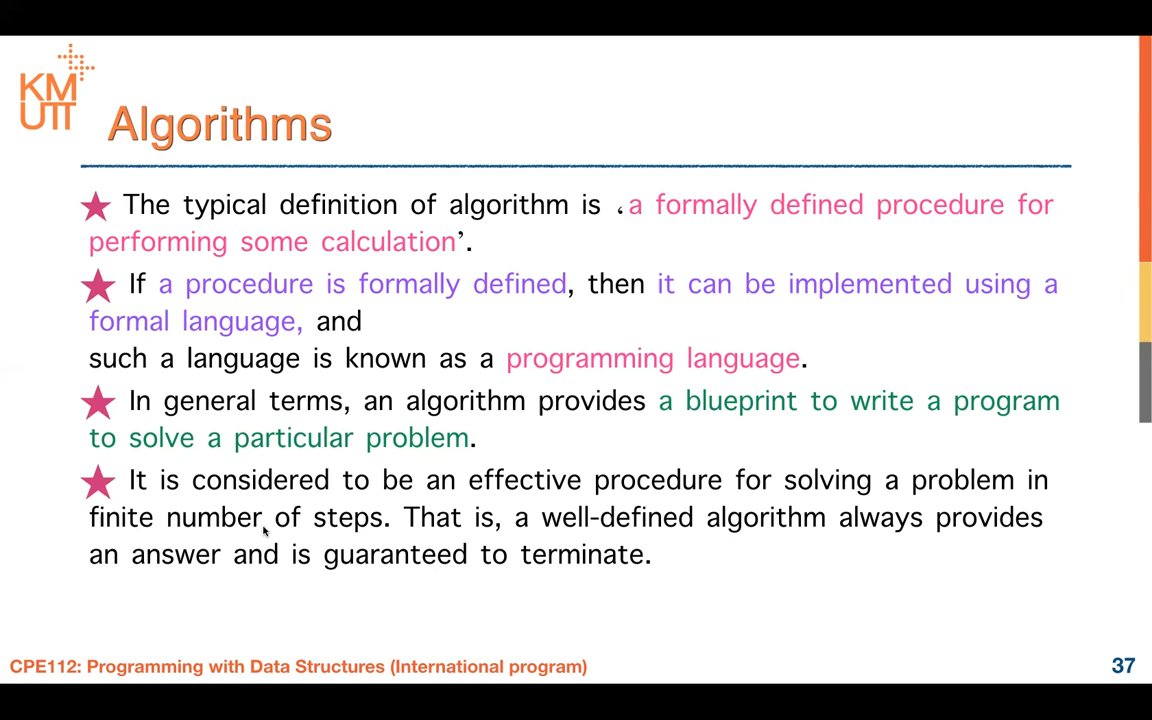 KM
UTT
Algorithms
The typical definition of algorithm is ‘a formally defined procedure for
performing some calculation’.
If a procedure is formally defined, then it can be implemented using a
formal language, and
such a language is known as a programming language.
In general terms, an algorithm provides a blueprint to write a program
to solve a particular problem.
It is considered to be an effective procedure for solving a problem in
finite number of steps. That is, a well-defined algorithm always provides
an answer and is guaranteed to terminate.
CPE112: Programming with Data Structures (International program)
37